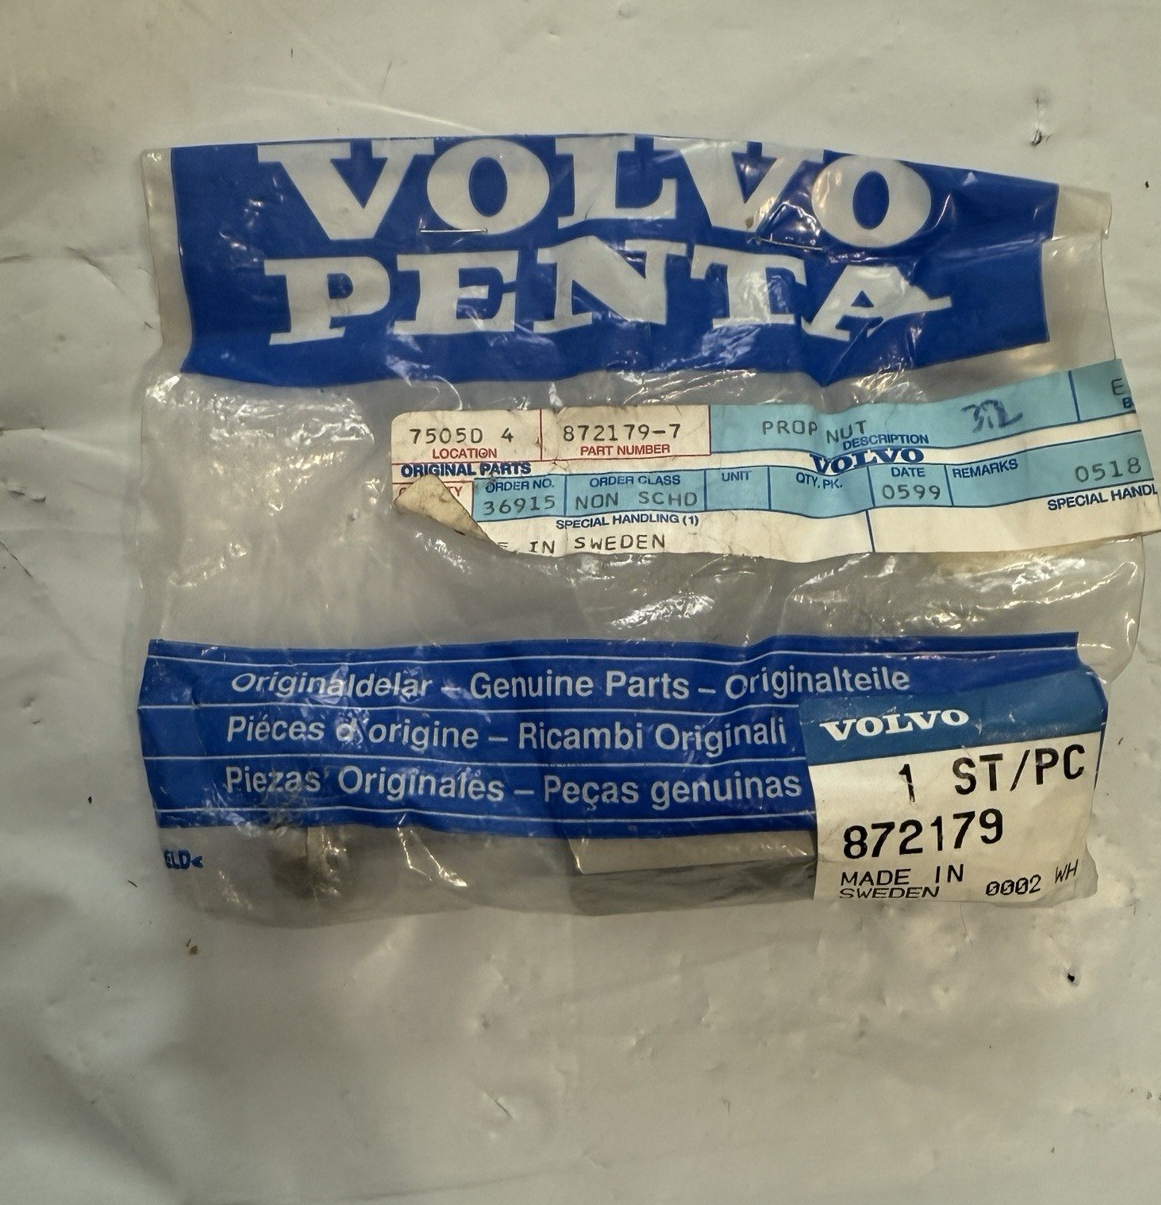 VOLVO
PENTA
7505D 4 872179-7 PROP NUT 312 E
LOCATION PART NUMBER DESCRIPTION B
ORIGINAL PARTS VOLVO
ORDER NO. ORDER CLASS UNIT QTY. PK. DATE REMARKS 0518
36915 NON SCHD 0599 SPECIAL HANDL
SPECIAL HANDLING (1)
E IN SWEDEN
Originaldelar – Genuine Parts – Originalteile
Piéces d'origine – Ricambi Originali
Piezas Originales – Peças genuinas
VOLVO
1 ST/PC
872179
MADE IN
SWEDEN 0002 WH
ELD<